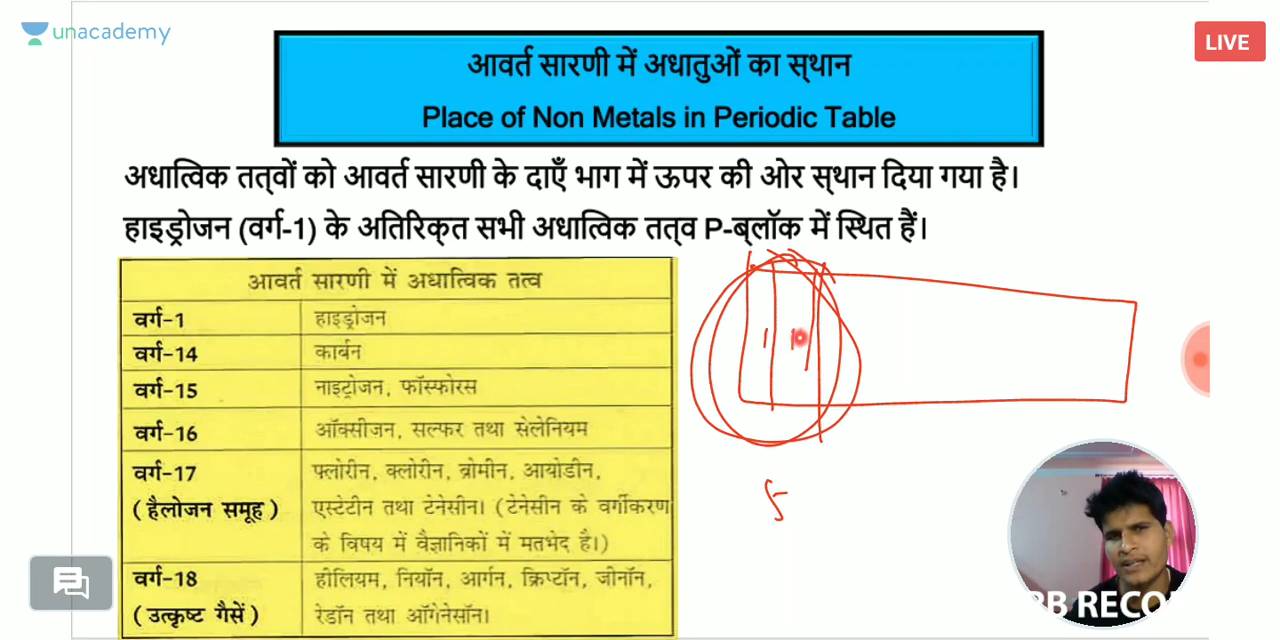 unacademy
LIVE
आवर्त सारणी में अधातुओं का स्थान
Place of Non Metals in Periodic Table
अधात्विक तत्वों को आवर्त सारणी के दाएँ भाग में ऊपर की ओर स्थान दिया गया है।
हाइड्रोजन (वर्ग-1) के अतिरिक्त सभी अधात्विक तत्व P-ब्लॉक में स्थित हैं।
आवर्त सारणी में अधात्विक तत्व
वर्ग-1 हाइड्रोजन
वर्ग-14 कार्बन
वर्ग-15 नाइट्रोजन, फॉस्फोरस
वर्ग-16 ऑक्सीजन, सल्फर तथा सेलेनियम
वर्ग-17 फ्लोरीन, क्लोरीन, ब्रोमीन, आयोडीन,
(हैलोजन समूह) एस्टेटीन तथा टेनेसीन। (टेनेसीन के वर्गीकरण
के विषय में वैज्ञानिकों में मतभेद है।)
वर्ग-18 हीलियम, नियॉन, आर्गन, क्रिप्टॉन, जीनॉन,
(उत्कृष्ट गैसें) रेडॉन तथा ऑगेनेसॉन।